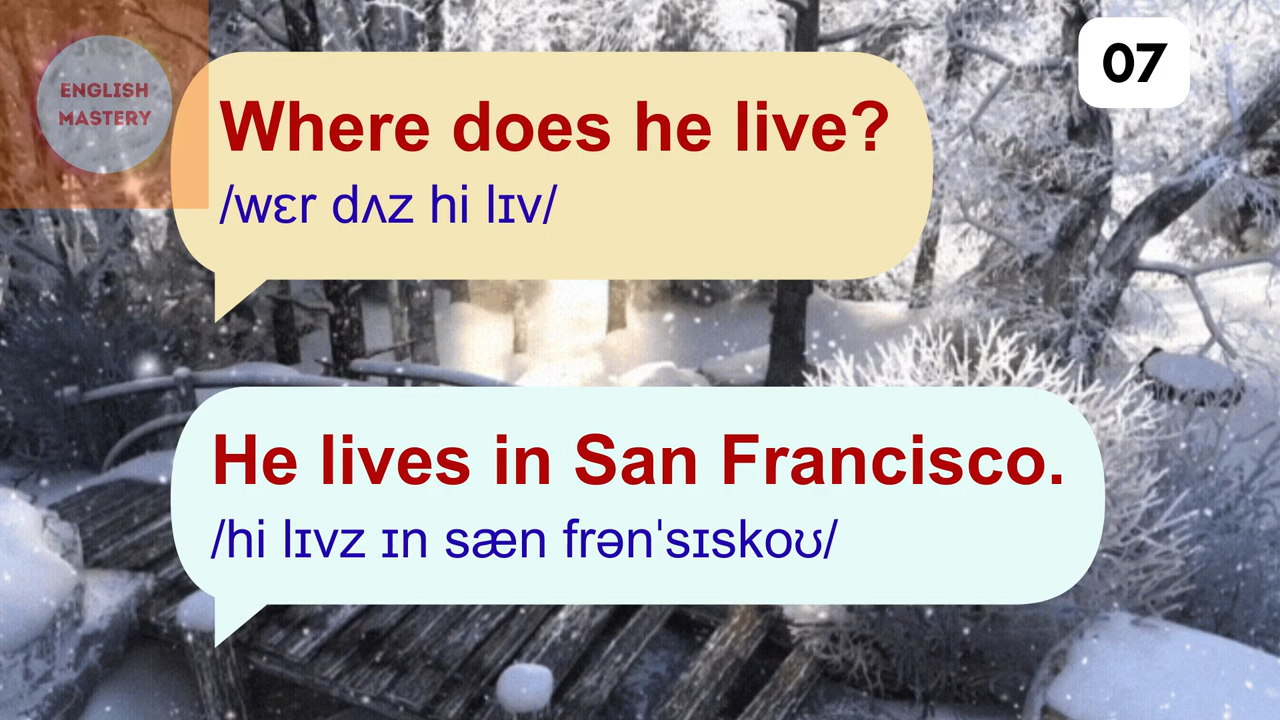 ENGLISH
MASTERY
07
Where does he live?
/wɛr dʌz hi lɪv/
He lives in San Francisco.
/hi lɪvz ɪn sæn frənˈsɪskoʊ/